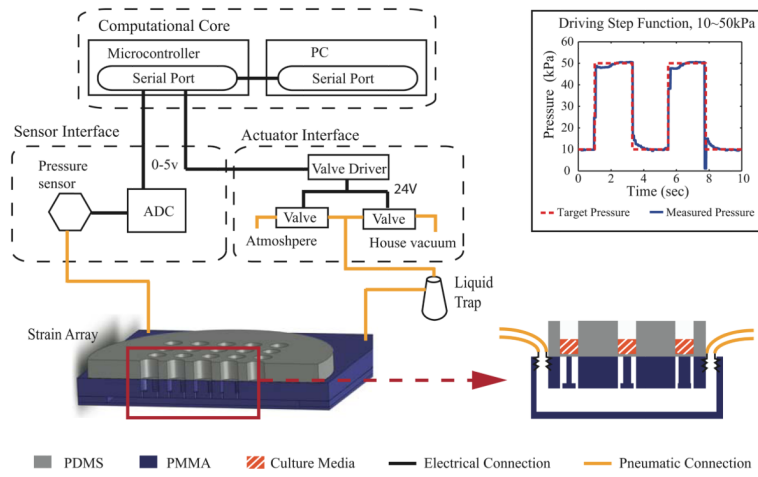 Computational Core
Microcontroller
PC
Serial Port
Serial Port
Sensor Interface
Actuator Interface
Pressure
sensor
0-5v
ADC
Valve Driver
24V
Valve
Valve
Atmoshpere
House vacuum
Liquid
Trap
Strain Array
Driving Step Function, 10~50kPa
Pressure (kPa)
60
50
40
30
20
10
0
0 2 4 6 8 10
Time (sec)
Target Pressure
Measured Pressure
PDMS
PMMA
Culture Media
Electrical Connection
Pneumatic Connection